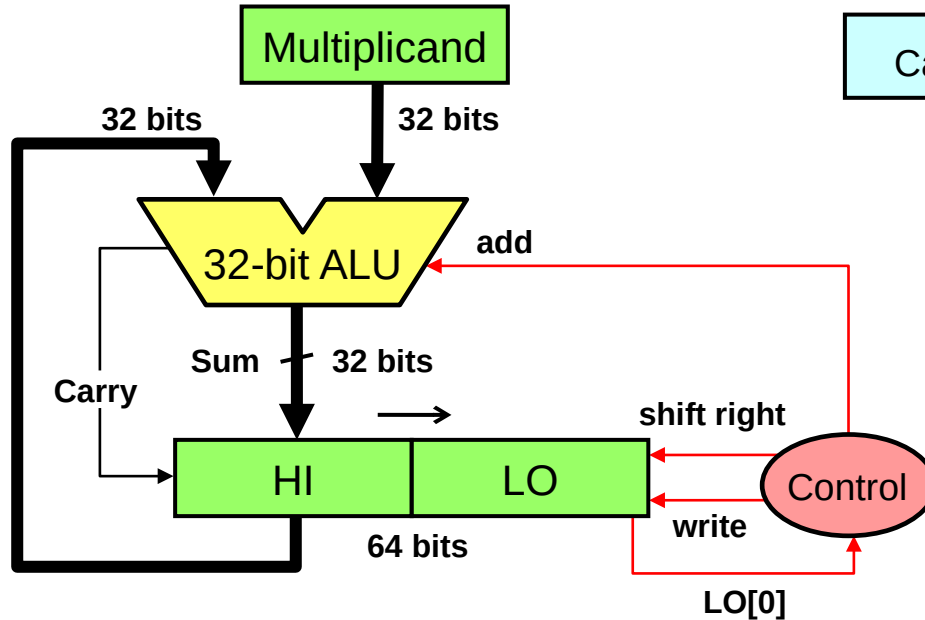 Multiplicand
Ca
32 bits
32 bits
32-bit ALU
add
Sum
32 bits
Carry
shift right
HI
LO
Control
write
64 bits
LO[0]